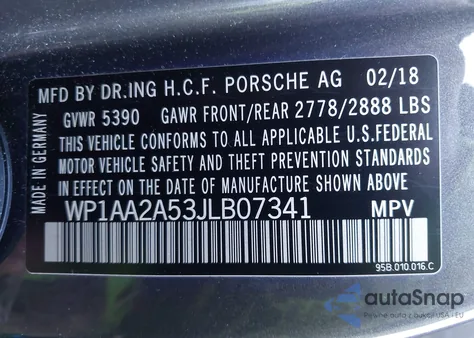 MFD BY DR.ING H.C.F. PORSCHE AG 02/18
GVWR 5390 GAWR FRONT/REAR 2778/2888 LBS
THIS VEHICLE CONFORMS TO ALL APPLICABLE U.S.FEDERAL
MOTOR VEHICLE SAFETY AND THEFT PREVENTION STANDARDS
IN EFFECT ON THE DATE OF MANUFACTURE SHOWN ABOVE
WP1AA2A53JLB07341 MPV
MADE IN GERMANY
95B.010.016.C
autoSnap